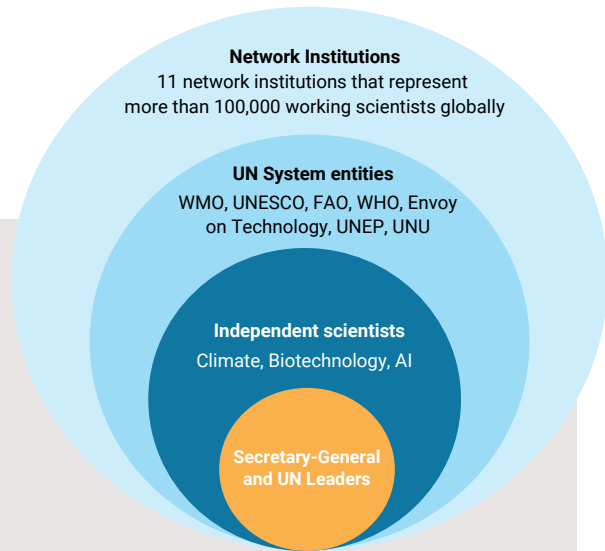 Network Institutions
11 network institutions that represent
more than 100,000 working scientists globally
UN System entities
WMO, UNESCO, FAO, WHO, Envoy
on Technology, UNEP, UNU
Independent scientists
Climate, Biotechnology, AI
Secretary-General
and UN Leaders